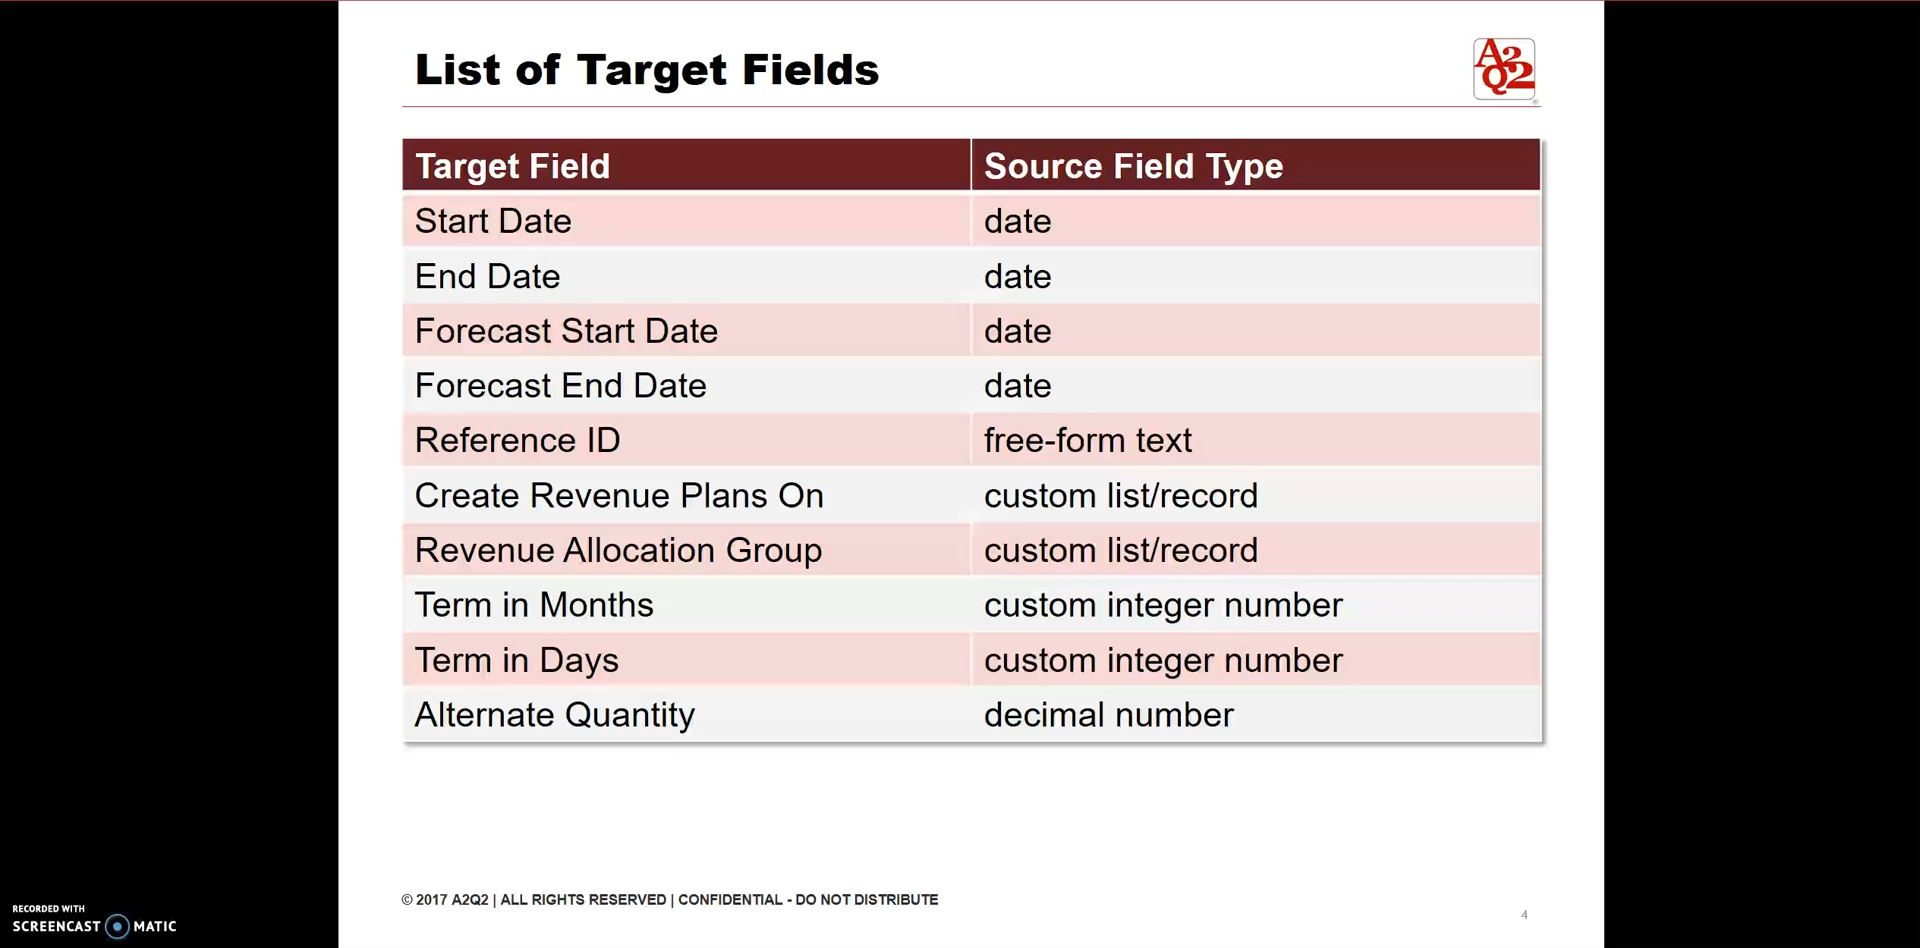 List of Target Fields
A2Q2
Target Field Source Field Type
Start Date date
End Date date
Forecast Start Date date
Forecast End Date date
Reference ID free-form text
Create Revenue Plans On custom list/record
Revenue Allocation Group custom list/record
Term in Months custom integer number
Term in Days custom integer number
Alternate Quantity decimal number
© 2017 A2Q2 | ALL RIGHTS RESERVED | CONFIDENTIAL - DO NOT DISTRIBUTE
4
RECORDED WITH
SCREENCAST MATIC